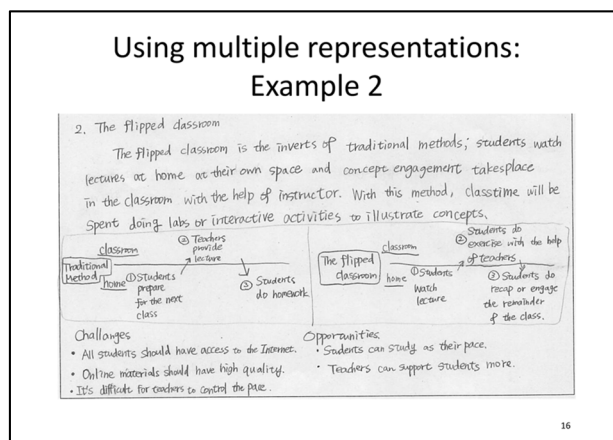 Using multiple representations:
Example 2
2. The flipped classroom
The flipped classroom is the inverts of traditional methods; students watch
lectures at home at their own space and concept engagement takesplace
in the classroom with the help of instructor. With this method, classtime will be
spent doing labs or interactive activities to illustrate concepts.
Traditional
Method
classroom
home
① Students
prepare
for the next
class
② Teachers
provide
lecture
③ Students
do homework
The flipped
classroom
classroom
home
① Students
watch
lecture
② Students do
exercise with the help
of teachers
③ Students do
recap or engage
the remainder
of the class.
Challanges
• All students should have access to the Internet.
• Online materials should have high quality.
• It's difficult for teachers to control the pace.
Opportunities
• Students can study as their pace.
• Teachers can support students more.
16